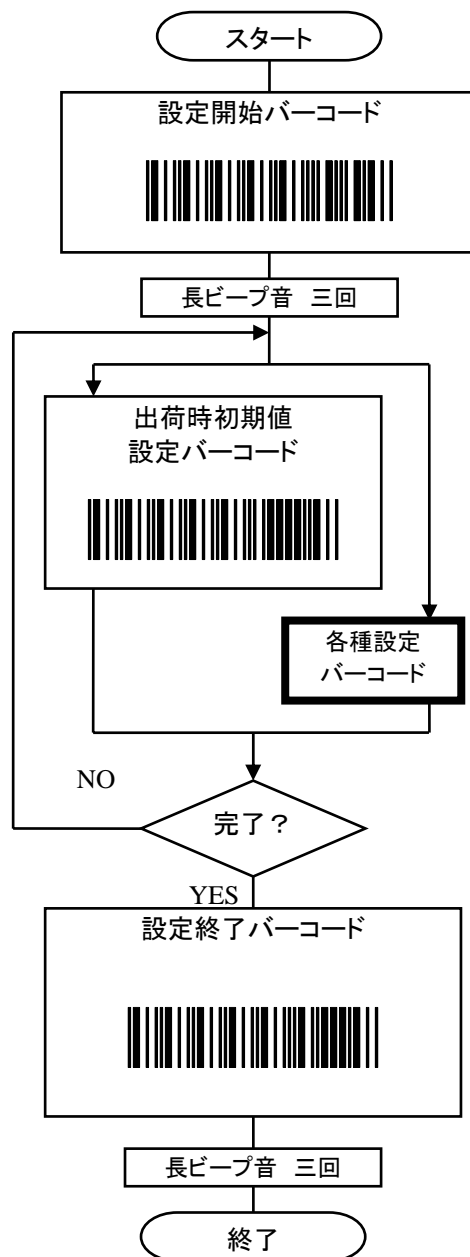 スタート
設定開始バーコード
長ビープ音 三回
出荷時初期値
設定バーコード
各種設定
バーコード
NO
完了？
YES
設定終了バーコード
長ビープ音 三回
終了